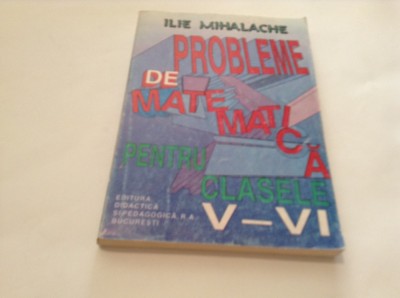 ILIE MIHALACHE
PROBLEME
DE
MATEMATICĂ
PENTRU
CLASELE
V–VI
EDITURA
DIDACTICĂ
ȘI PEDAGOGICĂ, R.A.
BUCUREȘTI